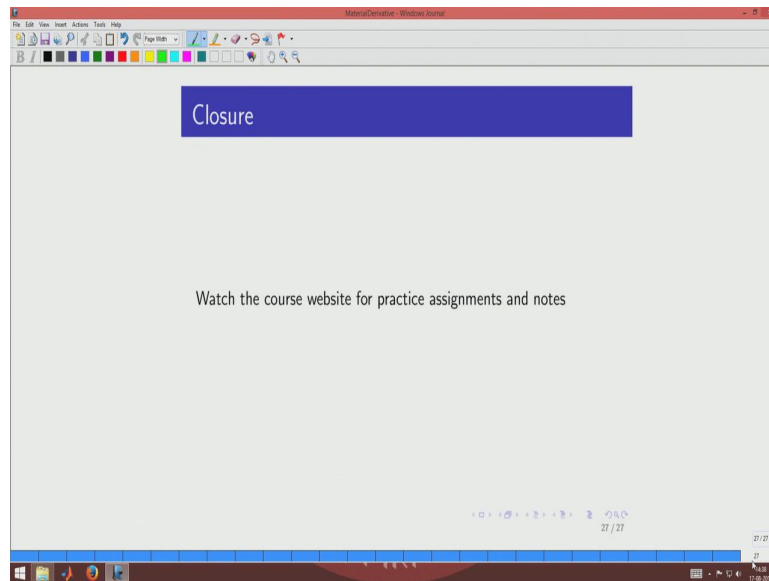 MaterialDerivative - Windows Journal
File Edit View Insert Actions Tools Help
Page Width
B I
Closure
Watch the course website for practice assignments and notes
27 / 27
27 / 27
27
14:38